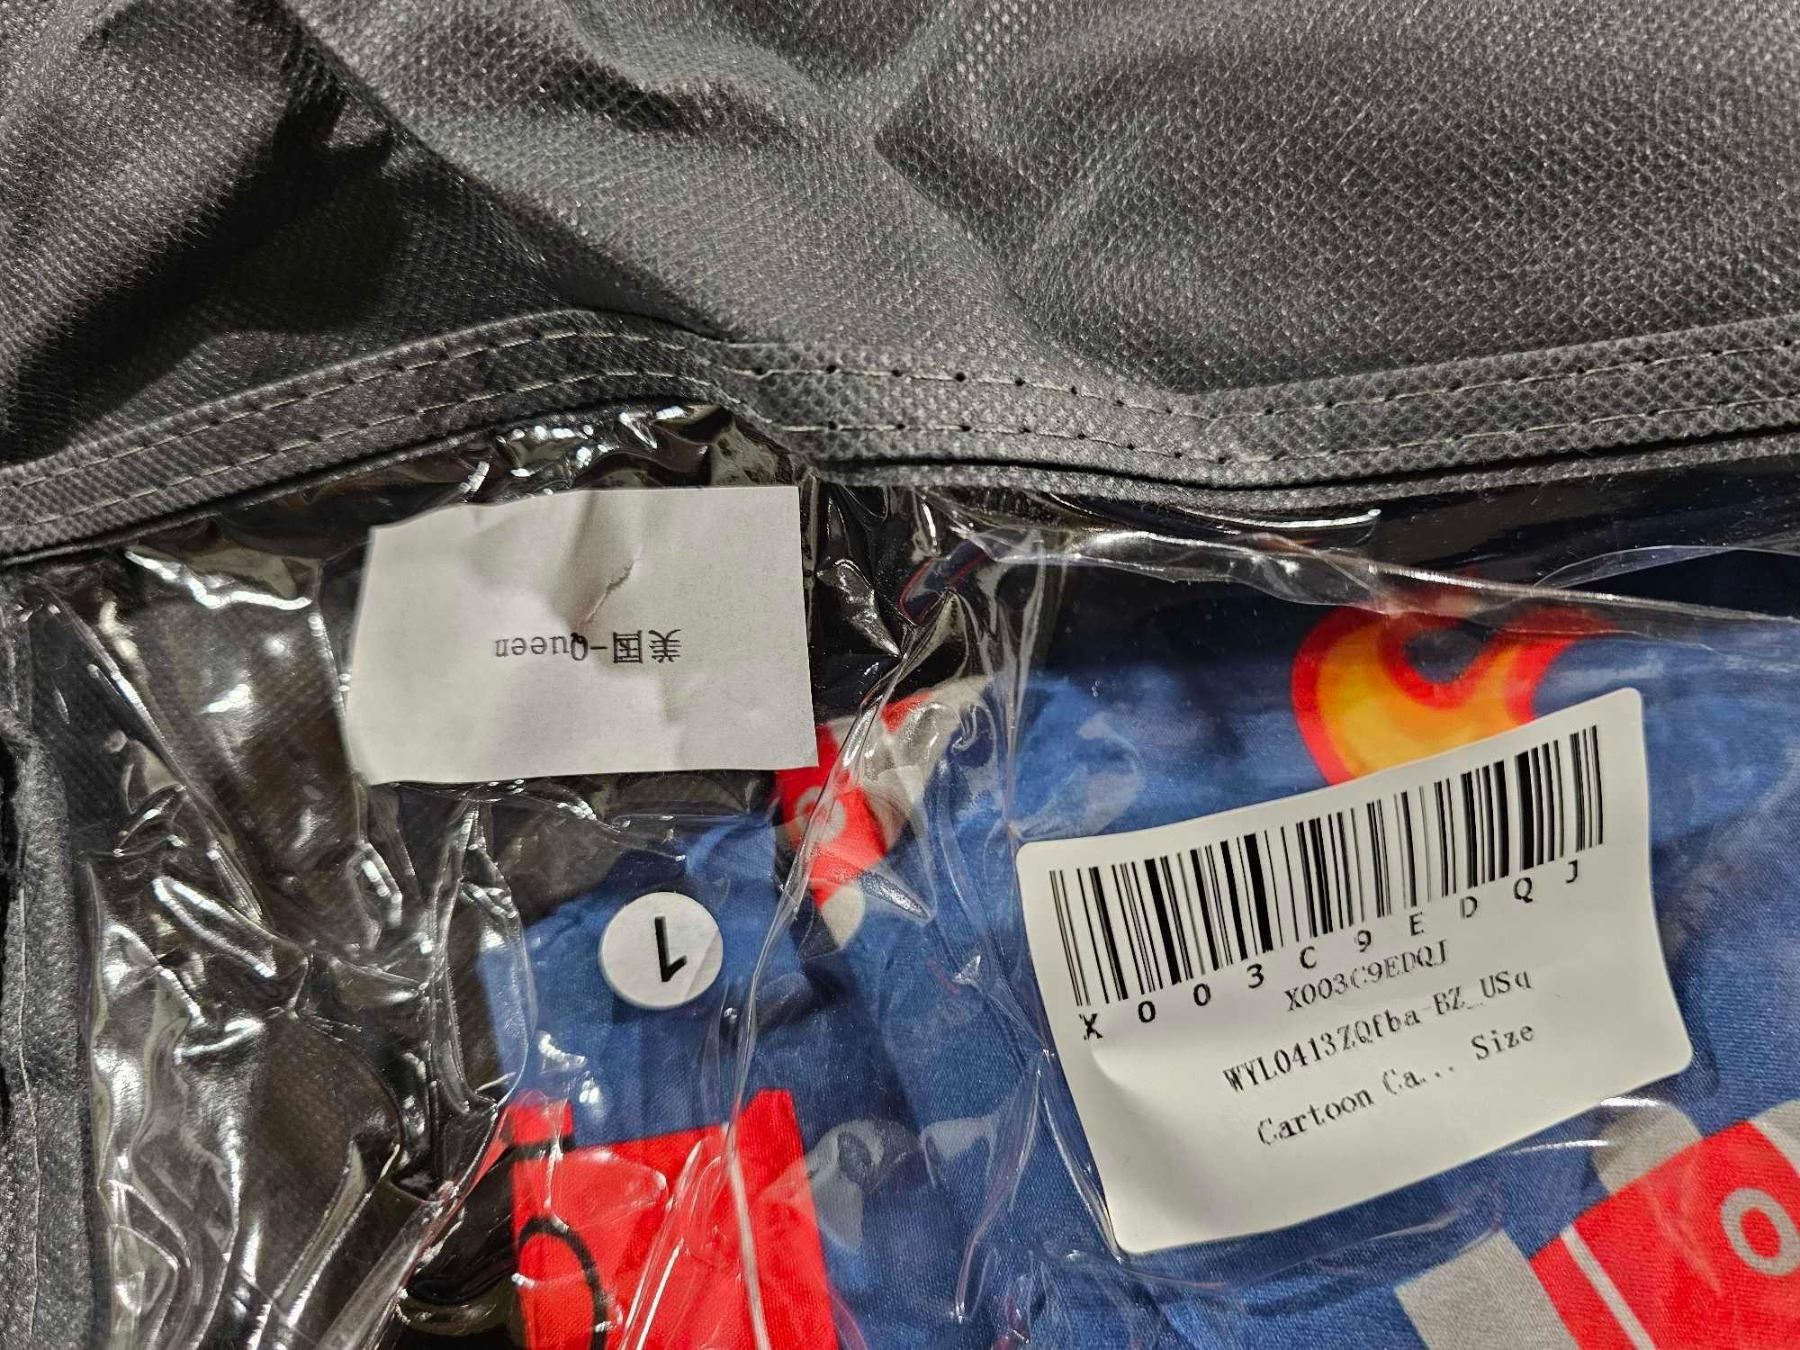 美国-Queen
1
X003C9EDQJ
X003C9EDQJ
WYL0413ZQfba-BZ_USq
Cartoon Ca... Size